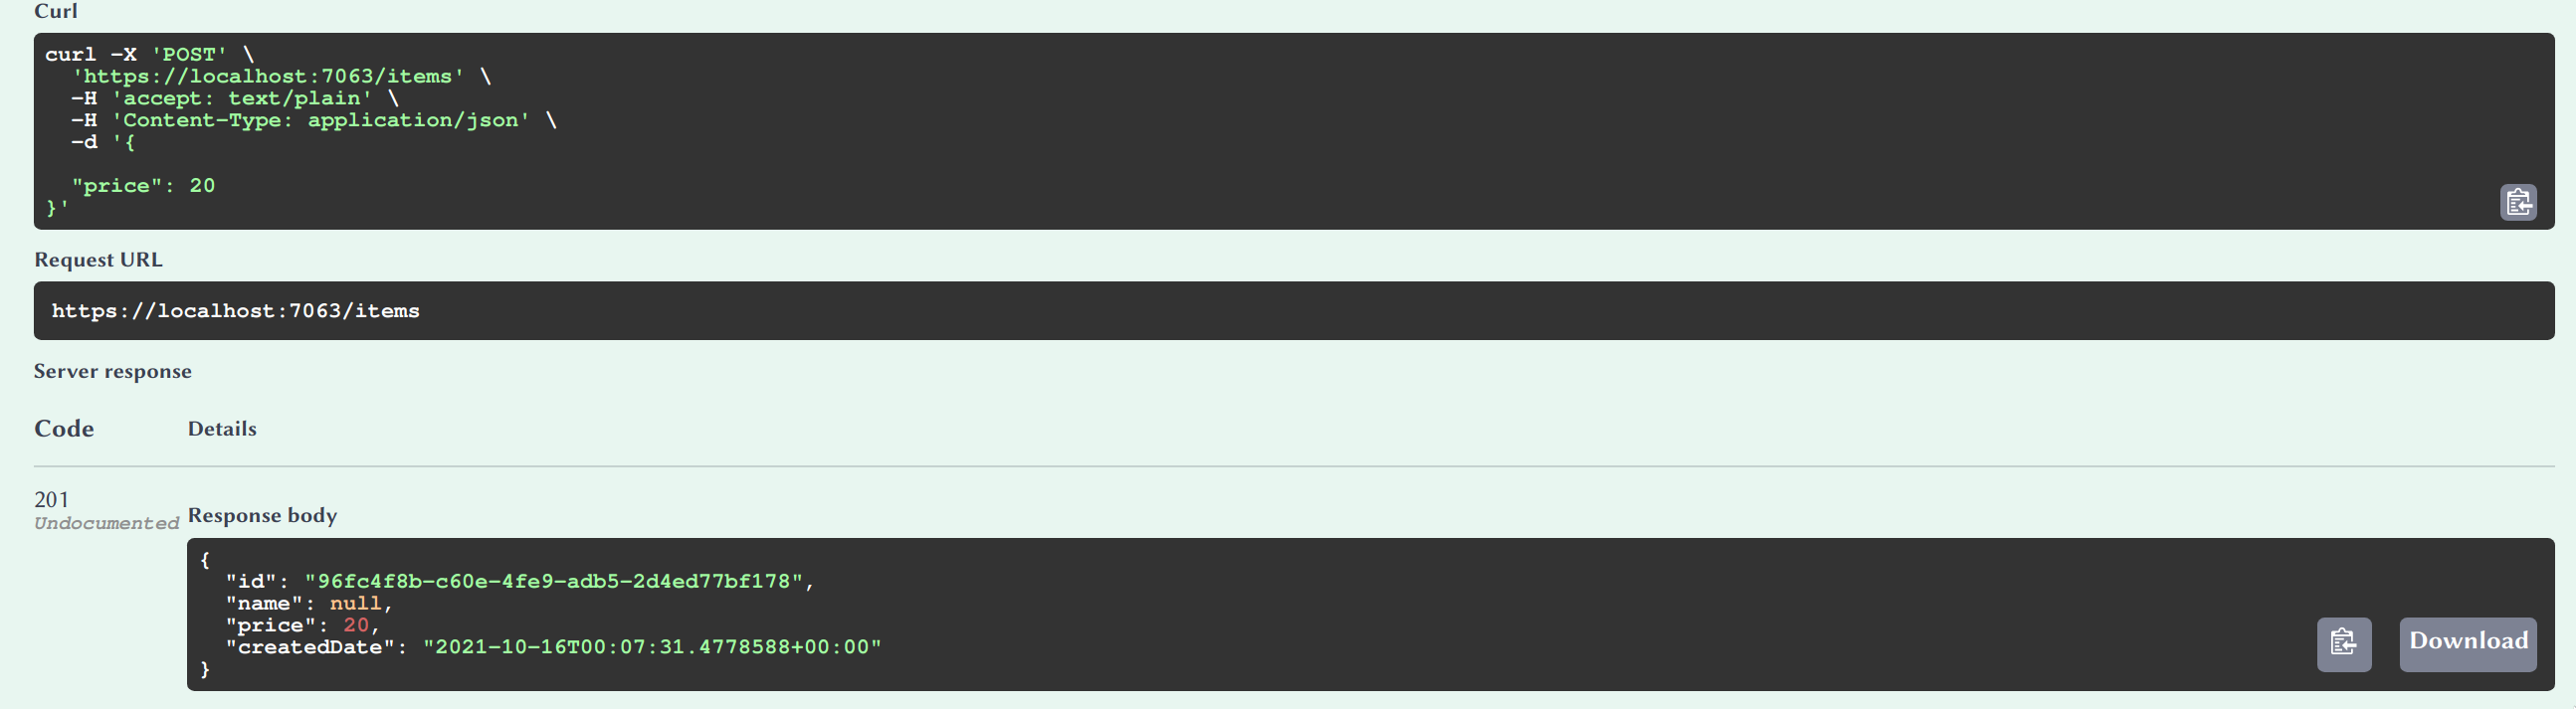 Curl
curl -X 'POST' \
  'https://localhost:7063/items' \
  -H 'accept: text/plain' \
  -H 'Content-Type: application/json' \
  -d '{
  "price": 20
}'
Request URL
https://localhost:7063/items
Server response
Code Details
201
Undocumented
Response body
{
  "id": "96fc4f8b-c60e-4fe9-adb5-2d4ed77bf178",
  "name": null,
  "price": 20,
  "createdDate": "2021-10-16T00:07:31.4778588+00:00"
}
Download